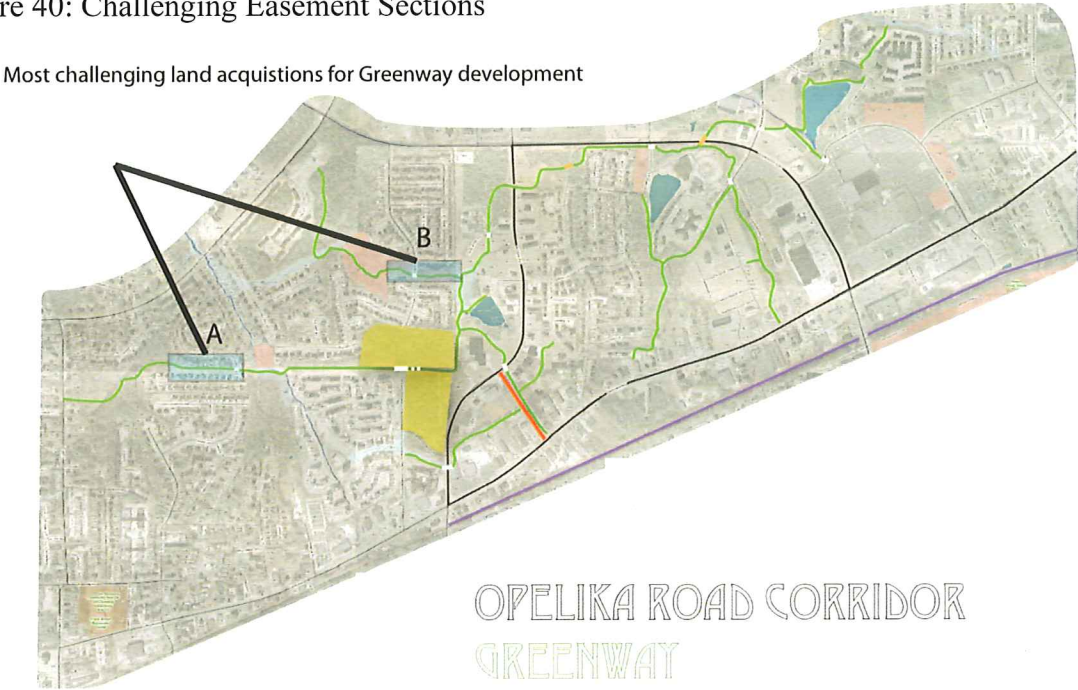 re 40: Challenging Easement Sections
Most challenging land acquistions for Greenway development
B
A
OPELIKA ROAD CORRIDOR
GREENWAY